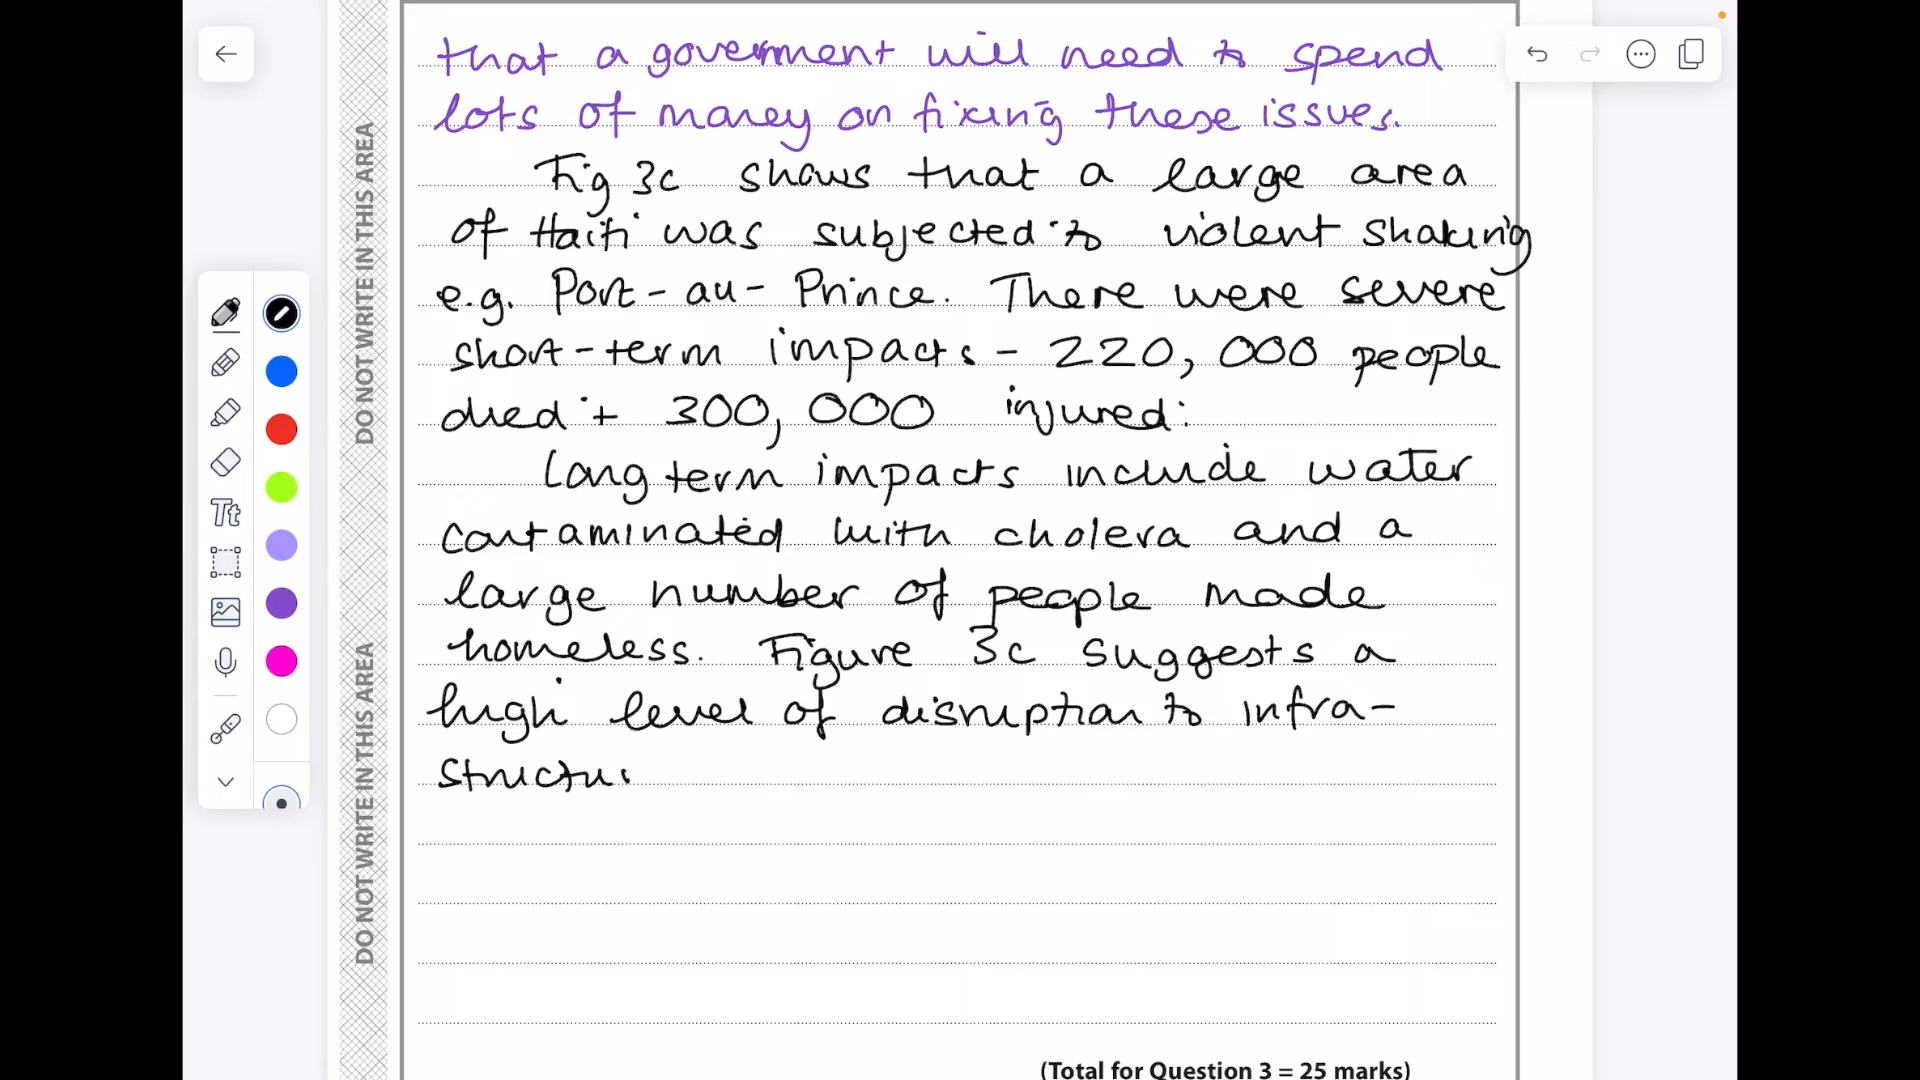 that a government will need to spend
lots of money on fixing these issues.
Fig 3c shows that a large area
of Haiti was subjected to violent shaking
e.g. Port-au-Prince. There were severe
short-term impacts - 220,000 people
died + 300,000 injured.
Long term impacts include water
contaminated with cholera and a
large number of people made
homeless. Figure 3c suggests a
high level of disruption to infra-
structu
(Total for Question 3 = 25 marks)
DO NOT WRITE IN THIS AREA
DO NOT WRITE IN THIS AREA
Tt